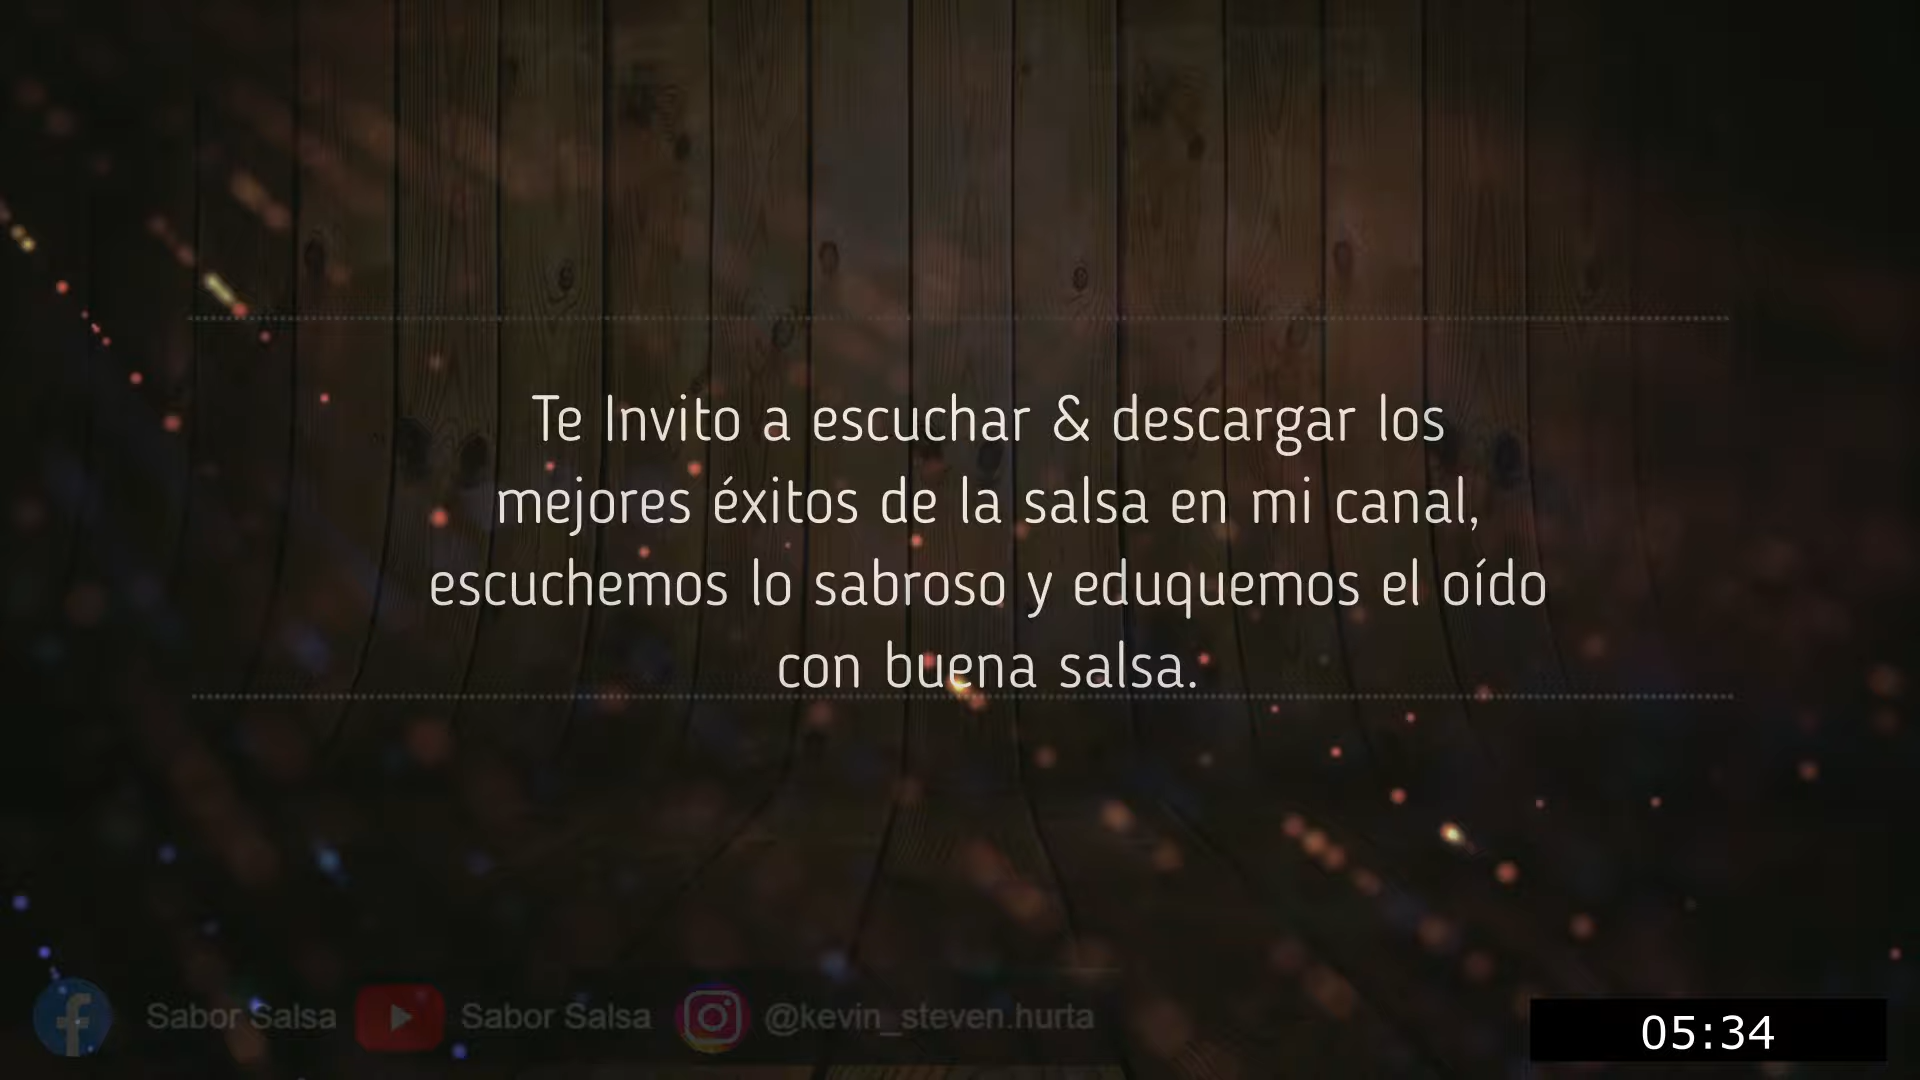 Te Invito a escuchar & descargar los
mejores éxitos de la salsa en mi canal,
escuchemos lo sabroso y eduquemos el oído
con buena salsa.
Sabor Salsa Sabor Salsa @kevin_steven.hurta
05:34